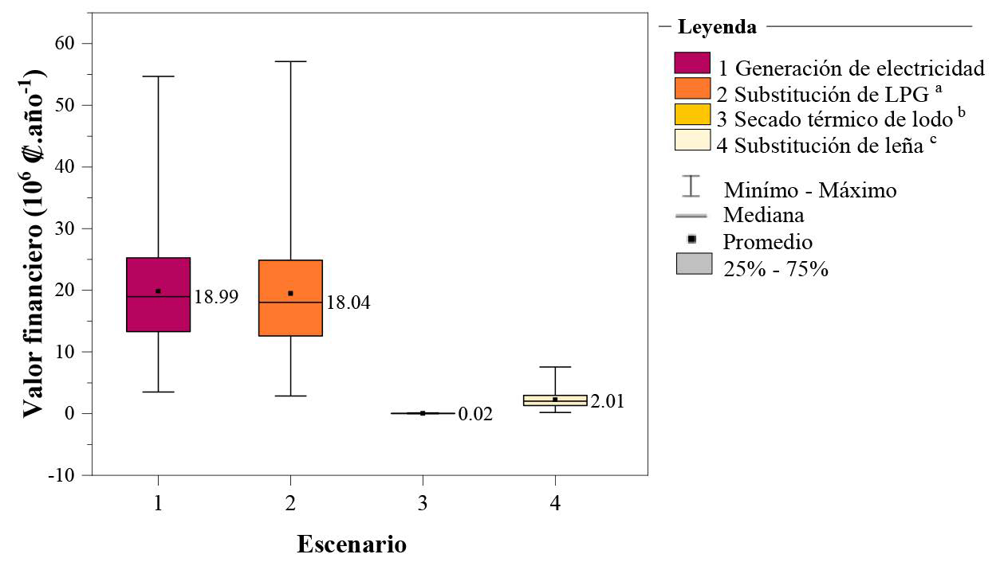 Valor financiero (10⁶ ₡.año⁻¹)
60
50
40
30
20
10
0
-10
18.99
18.04
0.02
2.01
1
2
3
4
Escenario
Leyenda
1 Generación de electricidad
2 Substitución de LPG ᵃ
3 Secado térmico de lodo ᵇ
4 Substitución de leña ᶜ
Minímo - Máximo
Mediana
Promedio
25% - 75%